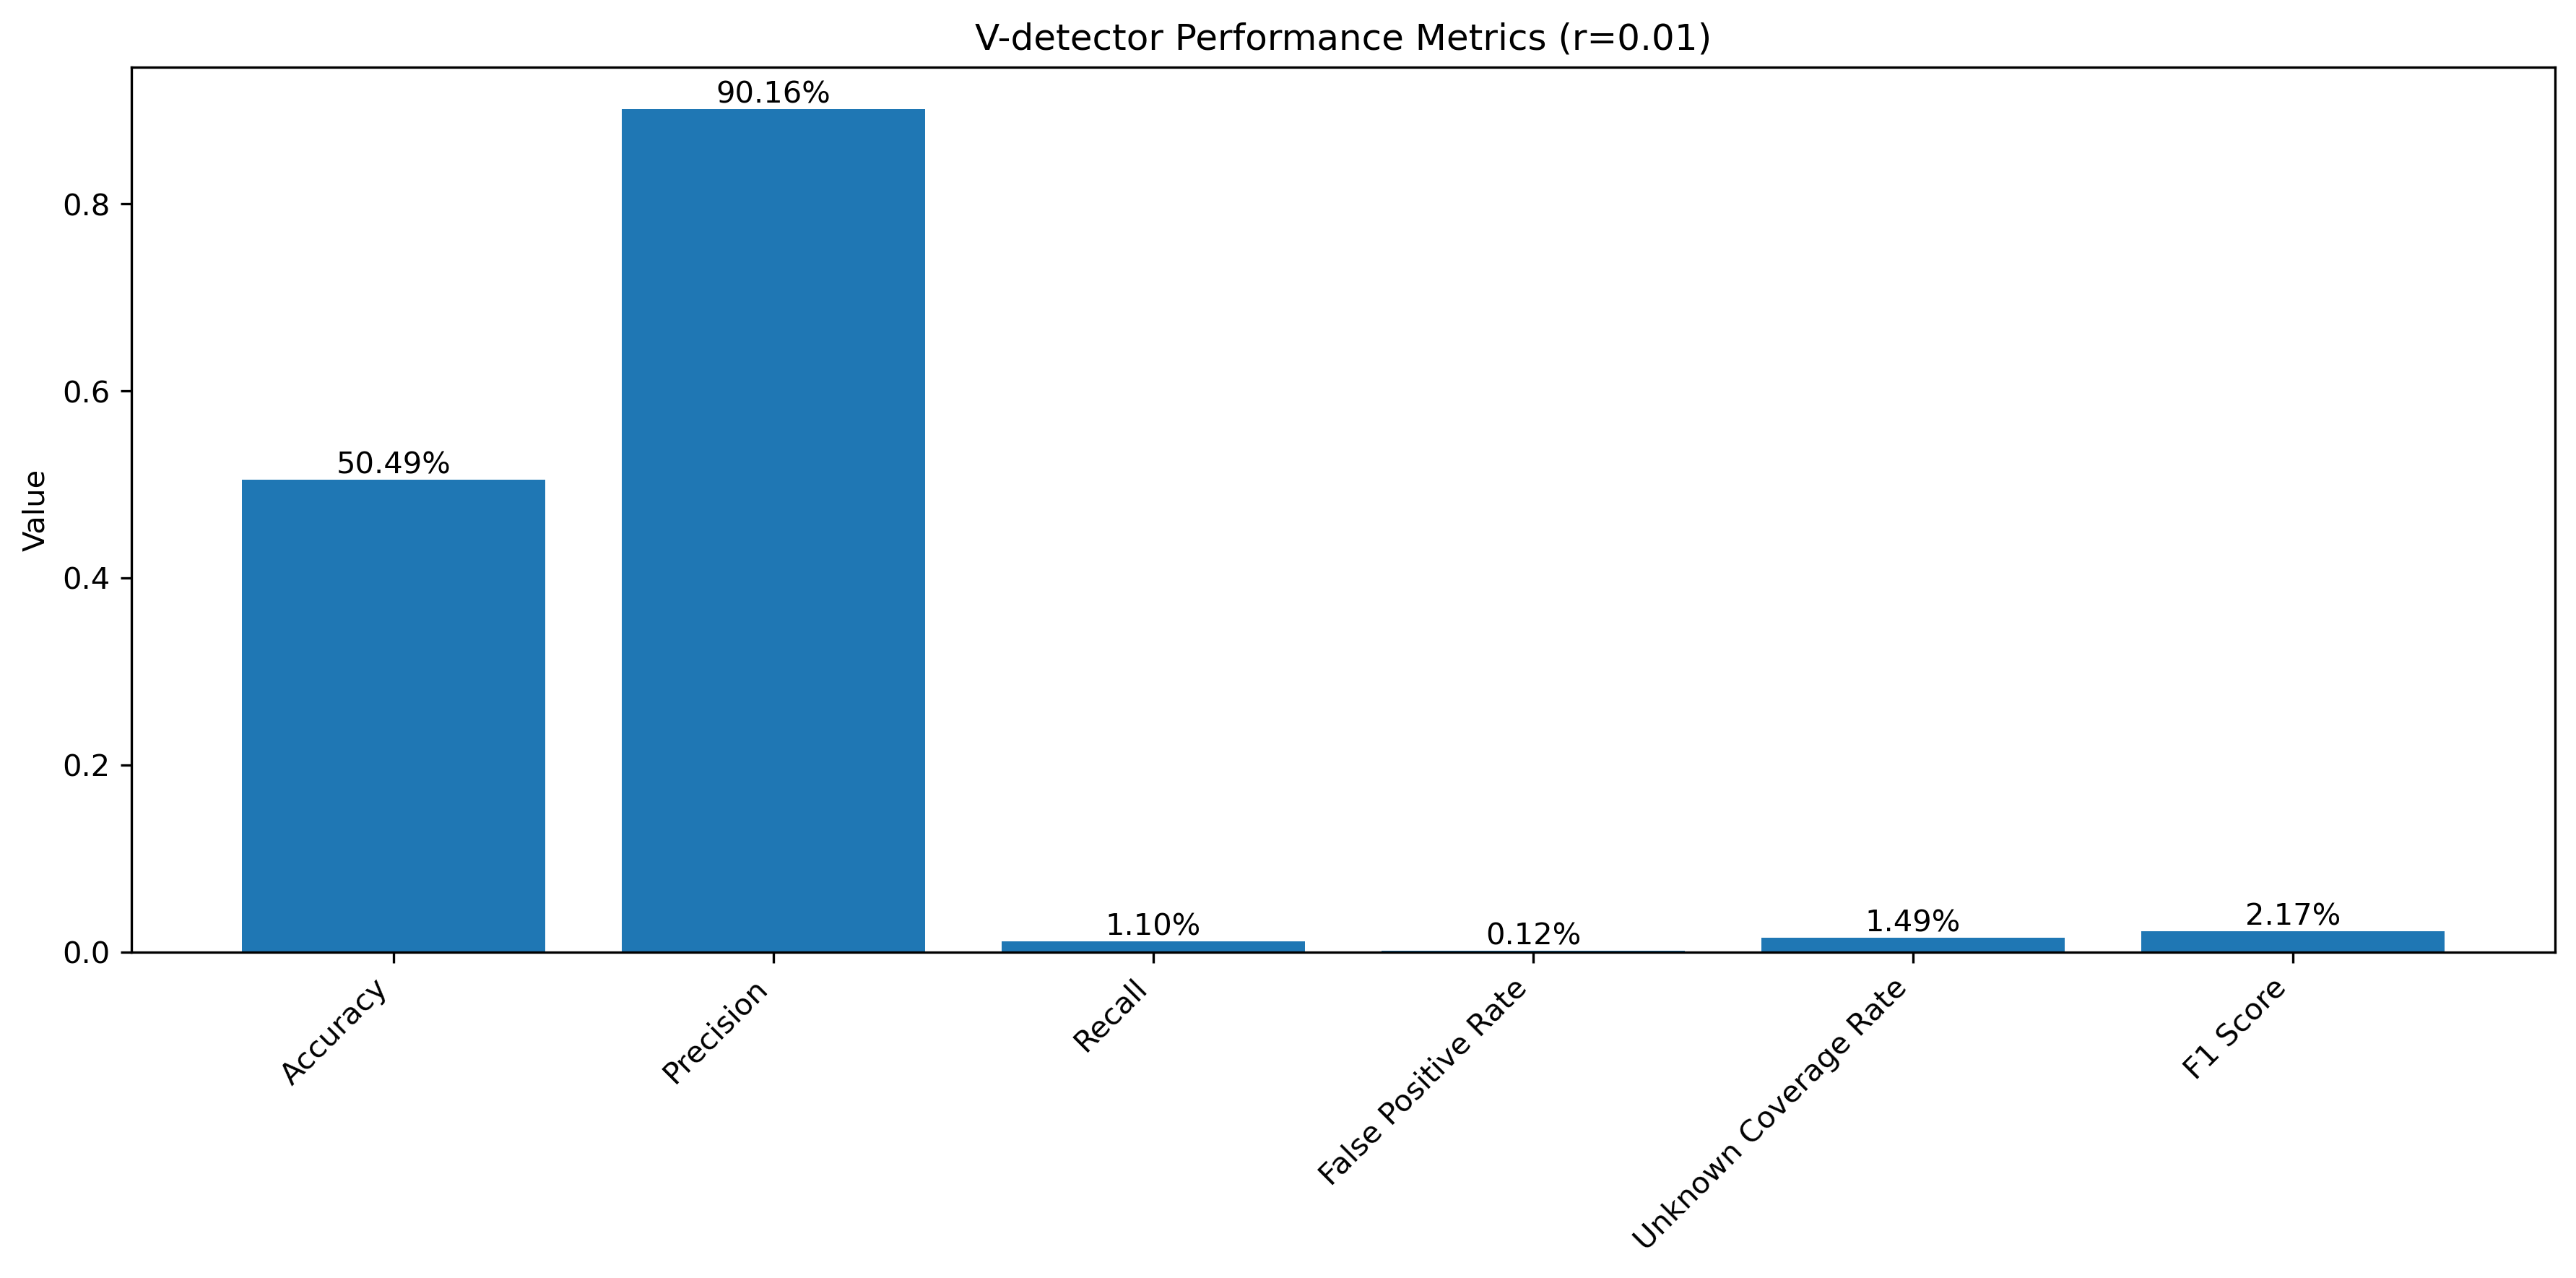 V-detector Performance Metrics (r=0.01)
Value
0.8
0.6
0.4
0.2
0.0
50.49%
90.16%
1.10%
0.12%
1.49%
2.17%
Accuracy
Precision
Recall
False Positive Rate
Unknown Coverage Rate
F1 Score